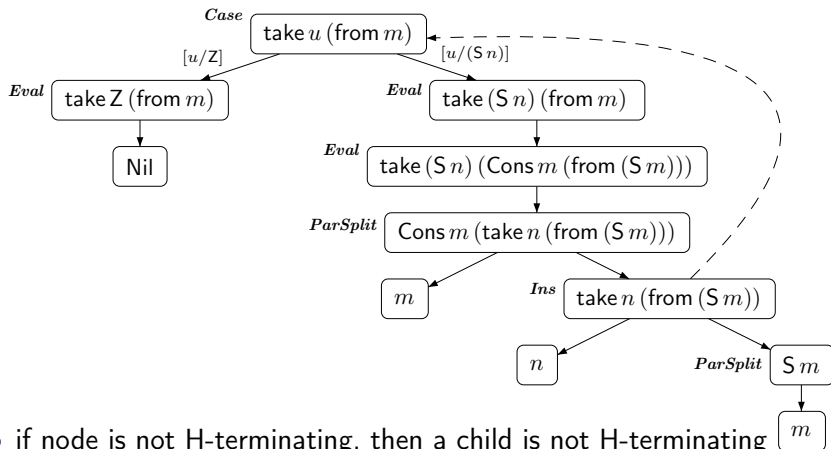 Case
take u (from m)
[u/Z] [u/(S n)]
Eval take Z (from m) Eval take (S n) (from m)
Nil Eval take (S n) (Cons m (from (S m)))
ParSplit Cons m (take n (from (S m)))
m Ins take n (from (S m))
n ParSplit S m
m
if node is not H-terminating, then a child is not H-terminating